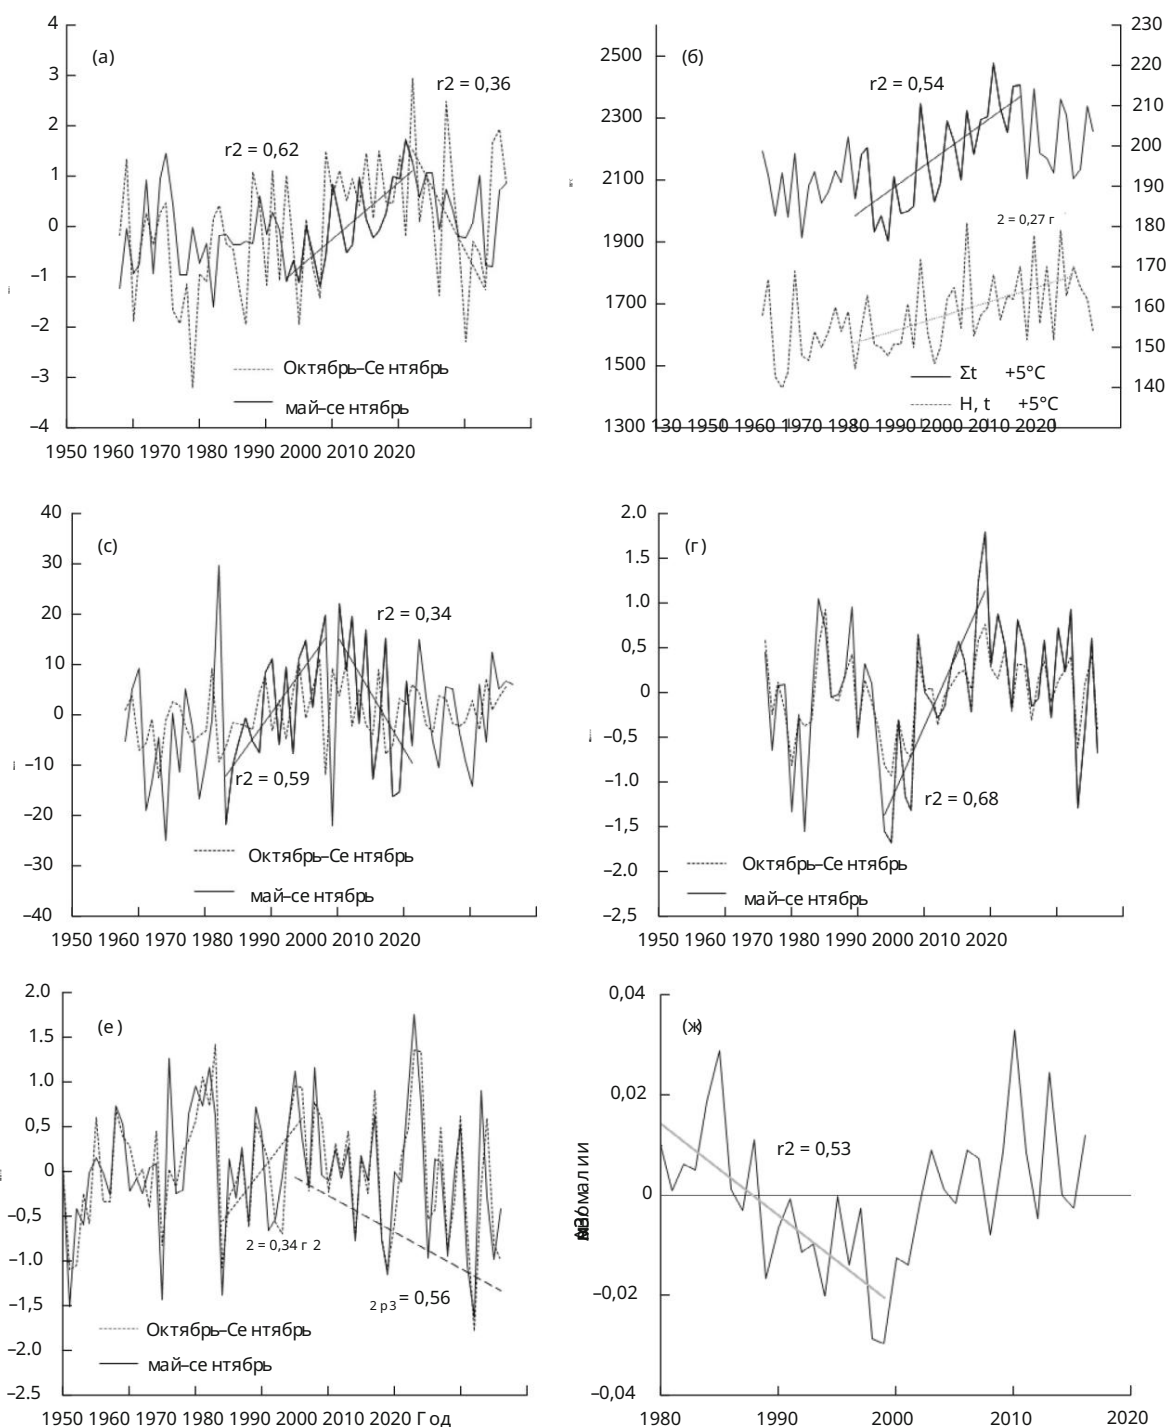 4
(а)
3
r2 = 0,36
2
r2 = 0,62
1
0
–1
–2
Октябрь–Се нтябрь
–3
май–се нтябрь
–4
1950 1960 1970 1980 1990 2000 2010 2020
230
2500
(б)
220
r2 = 0,54
2300
210
200
2100
190
2 = 0,27 г
1900
180
170
1700
160
150
1500
Σt +5°C
140
H, t +5°C
1300 130 1950 1960 1970 1980 1990 2000 2010 2020
40
(с)
30
r2 = 0,34
20
10
0
–10
r2 = 0,59
–20
Октябрь–Се нтябрь
–30
май–се нтябрь
–40
1950 1960 1970 1980 1990 2000 2010 2020
2.0
(г)
1.5
1.0
0,5
0
–0,5
–1.0
r2 = 0,68
–1,5
Октябрь–Се нтябрь
–2.0
май–се нтябрь
–2,5
1950 1960 1970 1980 1990 2000 2010 2020
2.0
(е)
1.5
1.0
0,5
0
–0,5
2 = 0,34 г 2
–1.0
2 р3 = 0,56
–1,5
Октябрь–Се нтябрь
–2.0
май–се нтябрь
–2.5
1950 1960 1970 1980 1990 2000 2010 2020 Год
0,04
(ж)
0,02
r2 = 0,53
0
–0,02
–0,04
1980 1990 2000 2010 2020